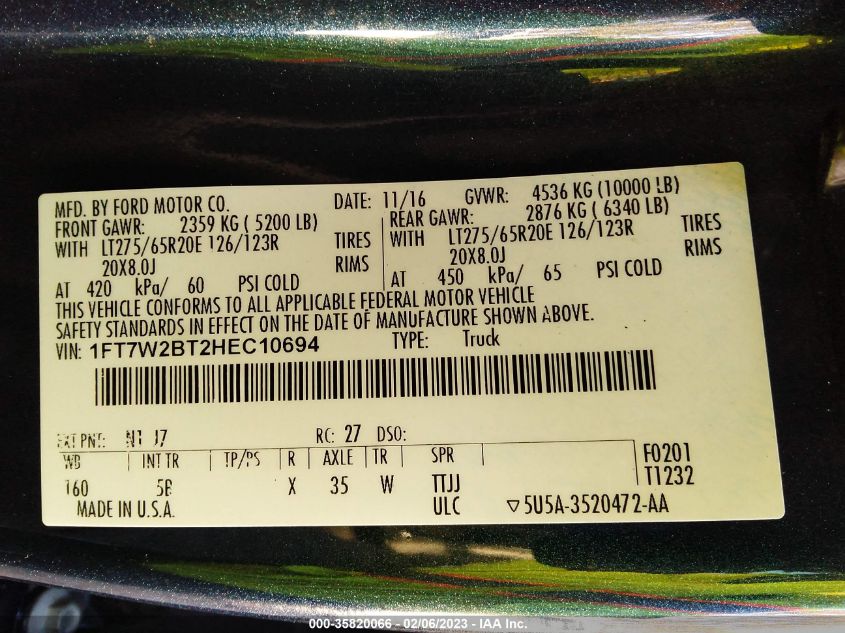 MFD. BY FORD MOTOR CO. DATE: 11/16 GVWR: 4536 KG (10000 LB)
FRONT GAWR: 2359 KG ( 5200 LB) REAR GAWR: 2876 KG ( 6340 LB)
WITH LT275/65R20E 126/123R TIRES WITH LT275/65R20E 126/123R TIRES
20X8.0J RIMS 20X8.0J RIMS
AT 420 kPa/ 60 PSI COLD AT 450 kPa/ 65 PSI COLD
THIS VEHICLE CONFORMS TO ALL APPLICABLE FEDERAL MOTOR VEHICLE
SAFETY STANDARDS IN EFFECT ON THE DATE OF MANUFACTURE SHOWN ABOVE.
VIN: 1FT7W2BT2HEC10694 TYPE: Truck
EXT PNT: RC: 27 DSO:
WB INT TR TP/PS R AXLE TR SPR F0201
160 X 35 W TTJJ T1232
MADE IN U.S.A. ULC ▽5U5A-3520472-AA
000-35820066 - 02/06/2023 - IAA Inc.